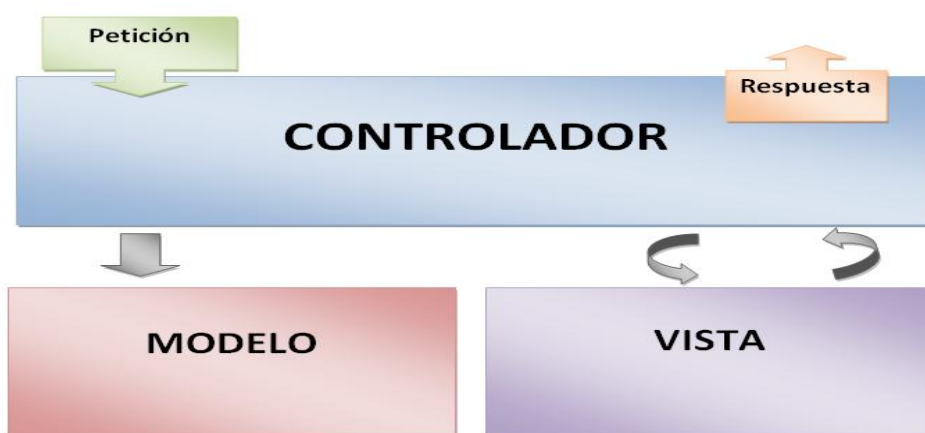 Petición
Respuesta
CONTROLADOR
MODELO
VISTA